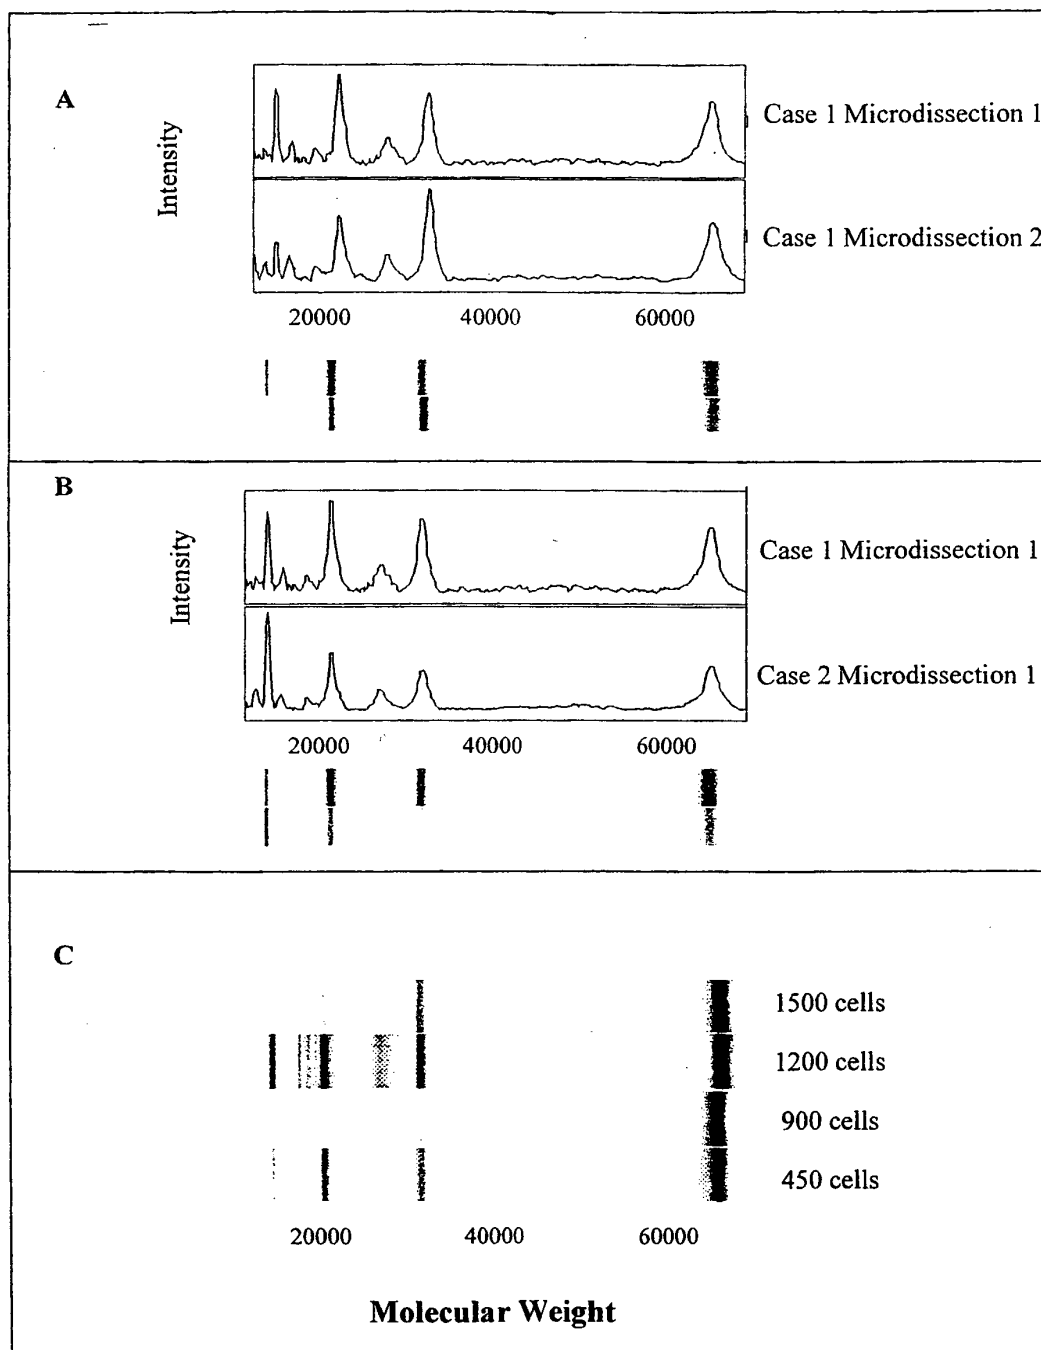 A
Intensity
Case 1 Microdissection 1
Case 1 Microdissection 2
20000 40000 60000
B
Intensity
Case 1 Microdissection 1
Case 2 Microdissection 1
20000 40000 60000
C
1500 cells
1200 cells
900 cells
450 cells
20000 40000 60000
Molecular Weight